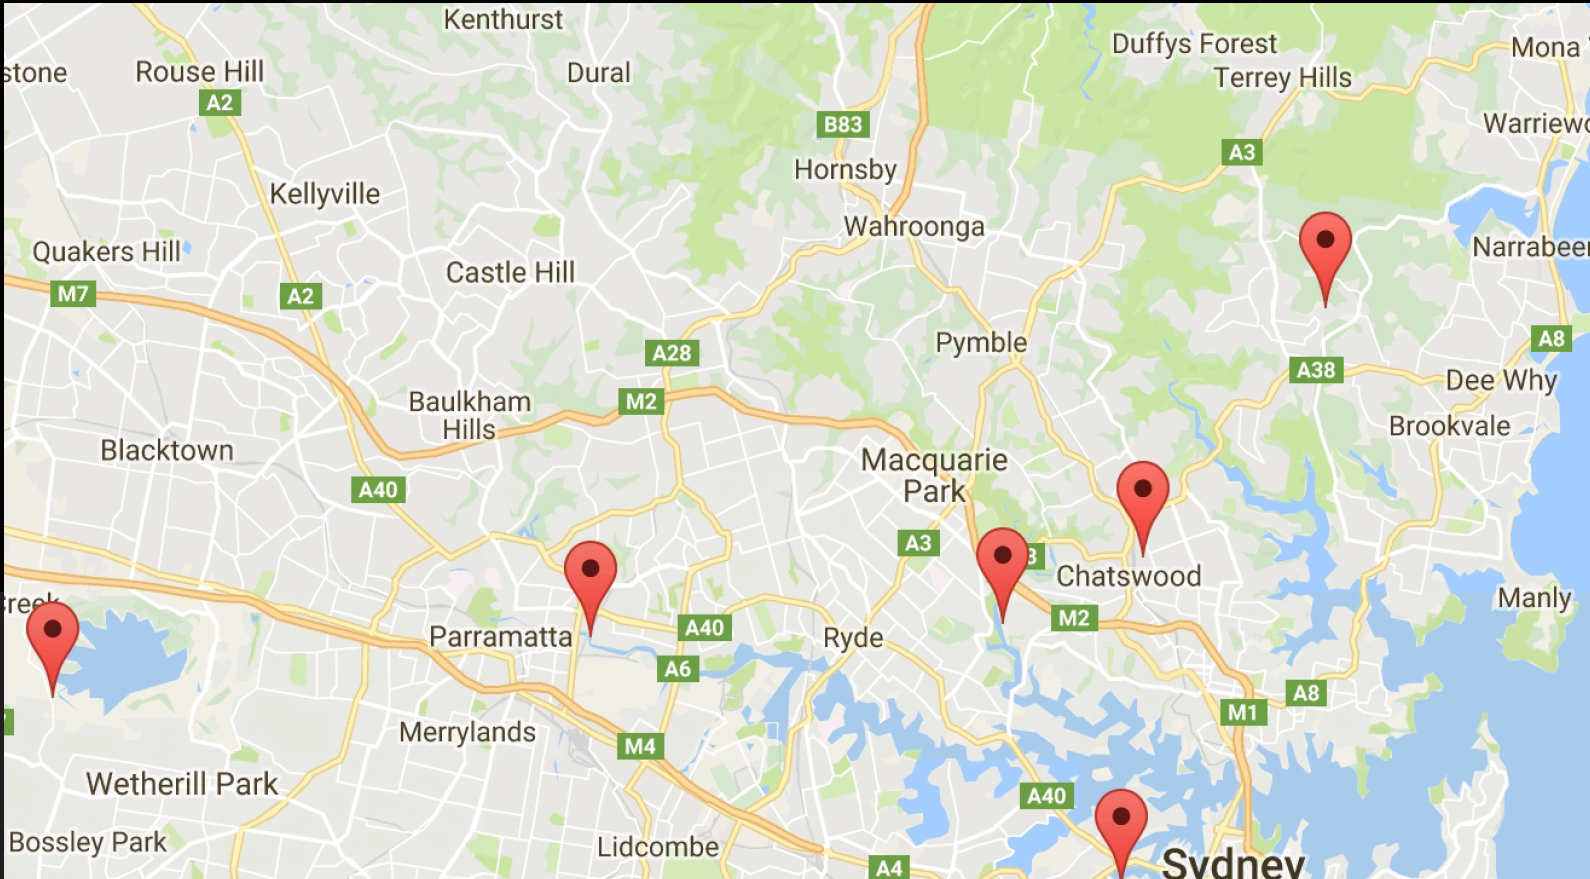 Kenthurst
Duffys Forest
Mona
stone
Rouse Hill
Dural
Terrey Hills
A2
B83
Warriewo
A3
Hornsby
Kellyville
Wahroonga
Quakers Hill
Castle Hill
Narrabeen
M7
A2
Pymble
A8
A28
A38
Dee Why
M2
Baulkham
Hills
Brookvale
Blacktown
Macquarie
Park
A40
A3
3
Chatswood
Creek
Manly
M2
A40
Parramatta
Ryde
A6
A8
M1
7
Merrylands
M4
Wetherill Park
A40
Bossley Park
Lidcombe
A4
Sydney